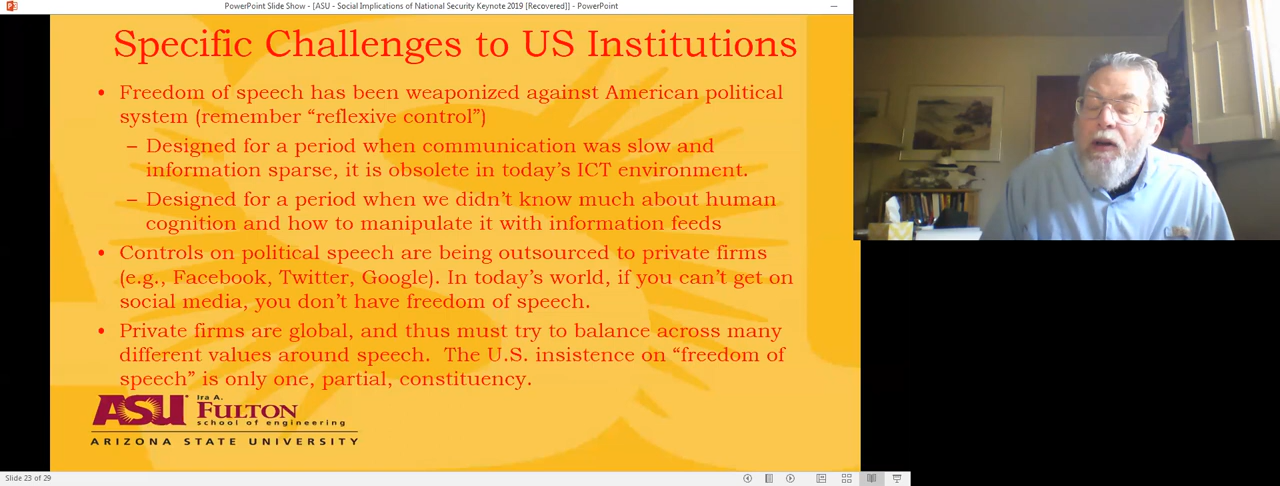 PowerPoint Slide Show - [ASU - Social Implications of National Security Keynote 2019 [Recovered]] - PowerPoint
Specific Challenges to US Institutions
• Freedom of speech has been weaponized against American political
system (remember “reflexive control”)
– Designed for a period when communication was slow and
information sparse, it is obsolete in today’s ICT environment.
– Designed for a period when we didn’t know much about human
cognition and how to manipulate it with information feeds
• Controls on political speech are being outsourced to private firms
(e.g., Facebook, Twitter, Google). In today’s world, if you can’t get on
social media, you don’t have freedom of speech.
• Private firms are global, and thus must try to balance across many
different values around speech.  The U.S. insistence on “freedom of
speech” is only one, partial, constituency.
ASU Ira A.
FULTON
school of engineering
ARIZONA STATE UNIVERSITY
Slide 23 of 29